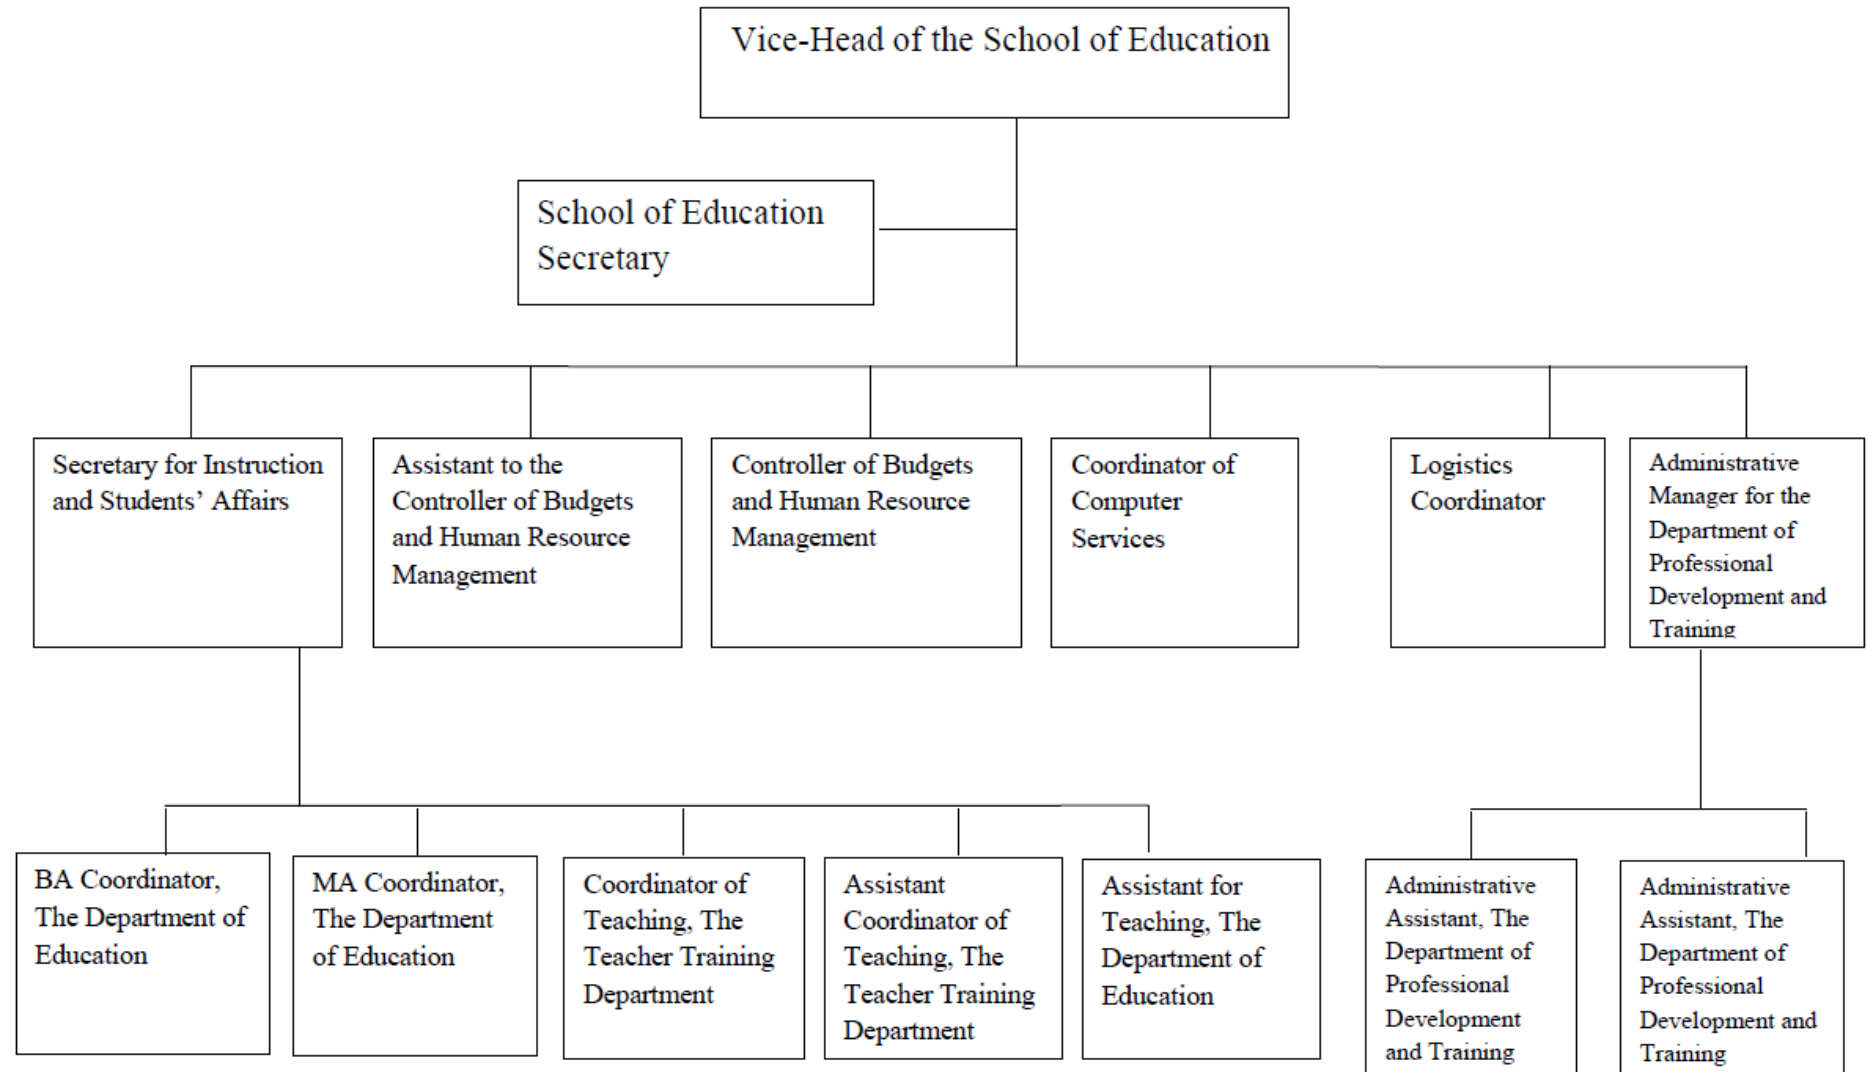 Vice-Head of the School of Education
School of Education
Secretary
Secretary for Instruction
and Students’ Affairs
Assistant to the
Controller of Budgets
and Human Resource
Management
Controller of Budgets
and Human Resource
Management
Coordinator of
Computer
Services
Logistics
Coordinator
Administrative
Manager for the
Department of
Professional
Development and
Training
BA Coordinator,
The Department of
Education
MA Coordinator,
The Department
of Education
Coordinator of
Teaching, The
Teacher Training
Department
Assistant
Coordinator of
Teaching, The
Teacher Training
Department
Assistant for
Teaching, The
Department of
Education
Administrative
Assistant, The
Department of
Professional
Development
and Training
Administrative
Assistant, The
Department of
Professional
Development and
Training